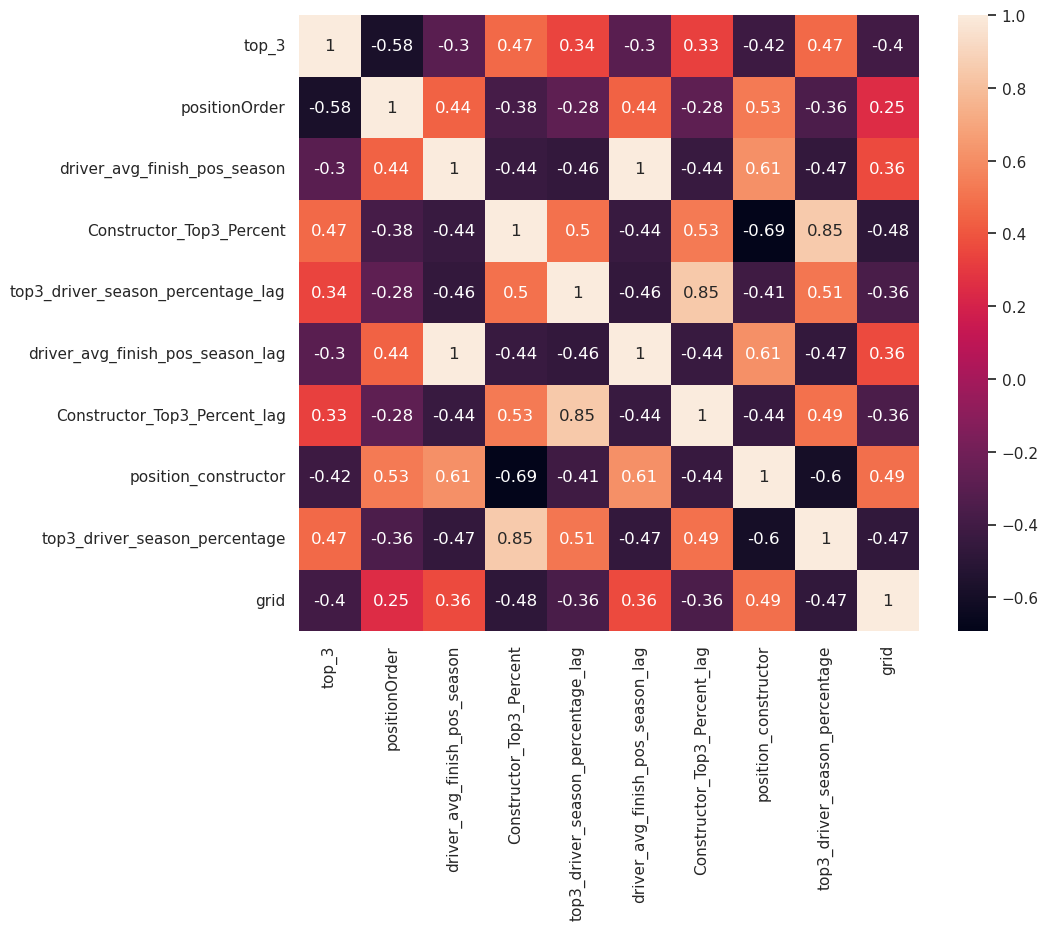 top_3 1 -0.58 -0.3 0.47 0.34 -0.3 0.33 -0.42 0.47 -0.4
positionOrder -0.58 1 0.44 -0.38 -0.28 0.44 -0.28 0.53 -0.36 0.25
driver_avg_finish_pos_season -0.3 0.44 1 -0.44 -0.46 1 -0.44 0.61 -0.47 0.36
Constructor_Top3_Percent 0.47 -0.38 -0.44 1 0.5 -0.44 0.53 -0.69 0.85 -0.48
top3_driver_season_percentage_lag 0.34 -0.28 -0.46 0.5 1 -0.46 0.85 -0.41 0.51 -0.36
driver_avg_finish_pos_season_lag -0.3 0.44 1 -0.44 -0.46 1 -0.44 0.61 -0.47 0.36
Constructor_Top3_Percent_lag 0.33 -0.28 -0.44 0.53 0.85 -0.44 1 -0.44 0.49 -0.36
position_constructor -0.42 0.53 0.61 -0.69 -0.41 0.61 -0.44 1 -0.6 0.49
top3_driver_season_percentage 0.47 -0.36 -0.47 0.85 0.51 -0.47 0.49 -0.6 1 -0.47
grid -0.4 0.25 0.36 -0.48 -0.36 0.36 -0.36 0.49 -0.47 1
top_3
positionOrder
driver_avg_finish_pos_season
Constructor_Top3_Percent
top3_driver_season_percentage_lag
driver_avg_finish_pos_season_lag
Constructor_Top3_Percent_lag
position_constructor
top3_driver_season_percentage
grid
1.0
0.8
0.6
0.4
0.2
0.0
−0.2
−0.4
−0.6